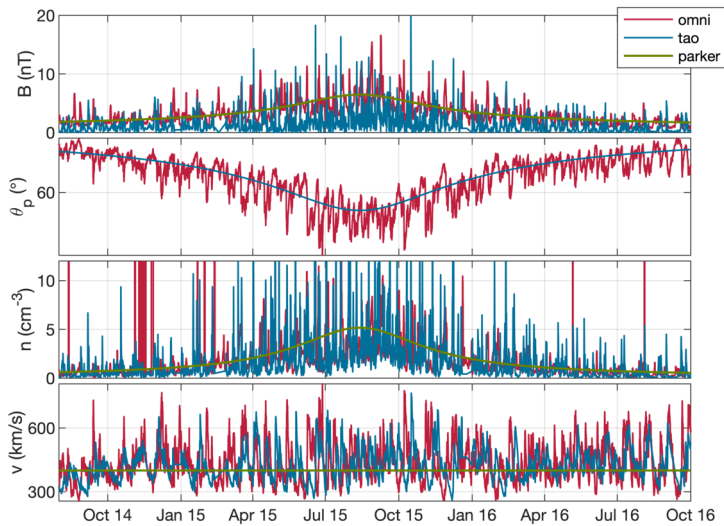 omni
tao
parker
20
10
0
B (nT)
60
θp (°)
10
5
0
n (cm-3)
600
300
v (km/s)
Oct 14 Jan 15 Apr 15 Jul 15 Oct 15 Jan 16 Apr 16 Jul 16 Oct 16